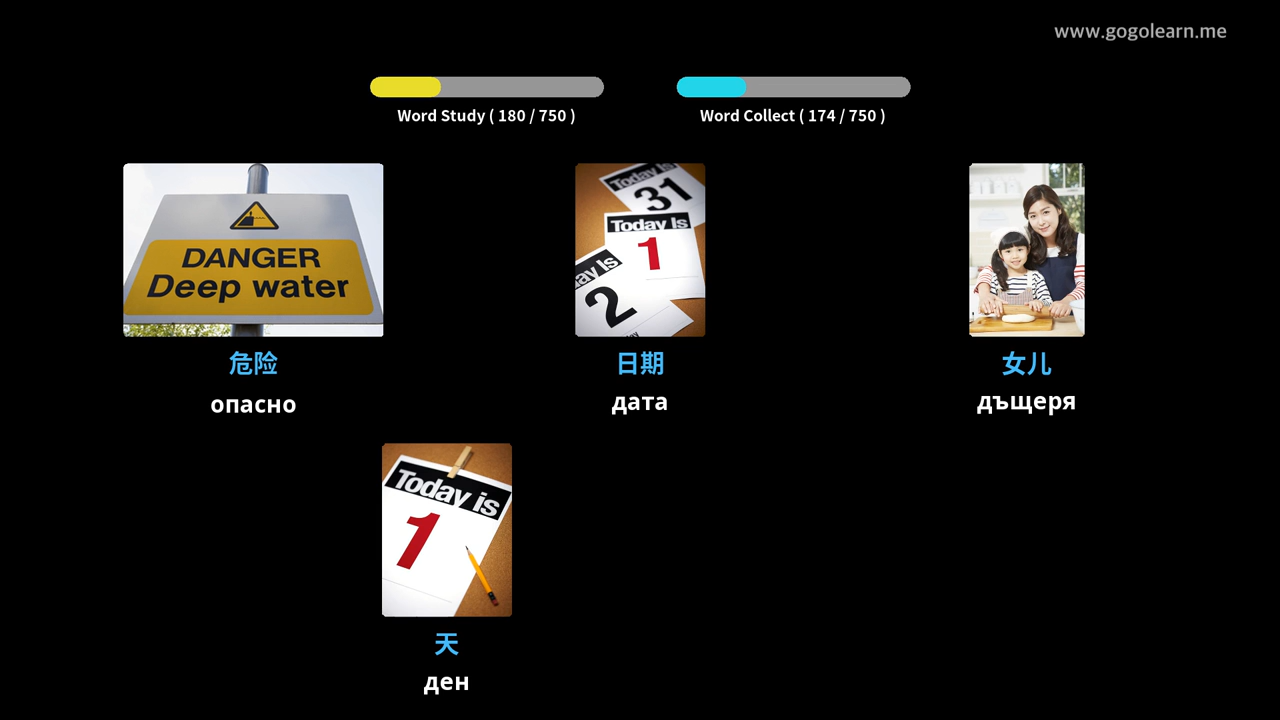 www.gogolearn.me
Word Study ( 180 / 750 )
Word Collect ( 174 / 750 )
DANGER
Deep water
Today Is
31
Today Is
1
ay Is
2
危险
日期
女儿
опасно
дата
дъщеря
Today is
1
天
ден